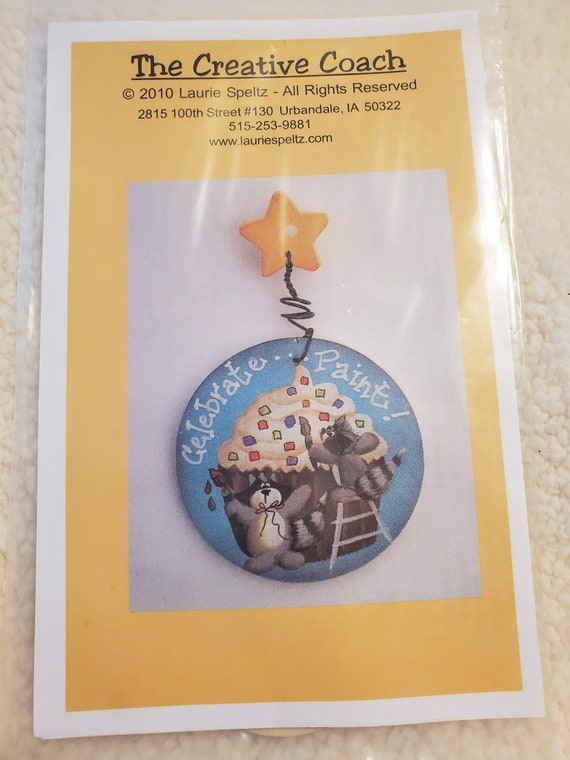 The Creative Coach
© 2010 Laurie Speltz - All Rights Reserved
2815 100th Street #130 Urbandale, IA 50322
515-253-9881
www.lauriespeltz.com
Celebrate... Paint!